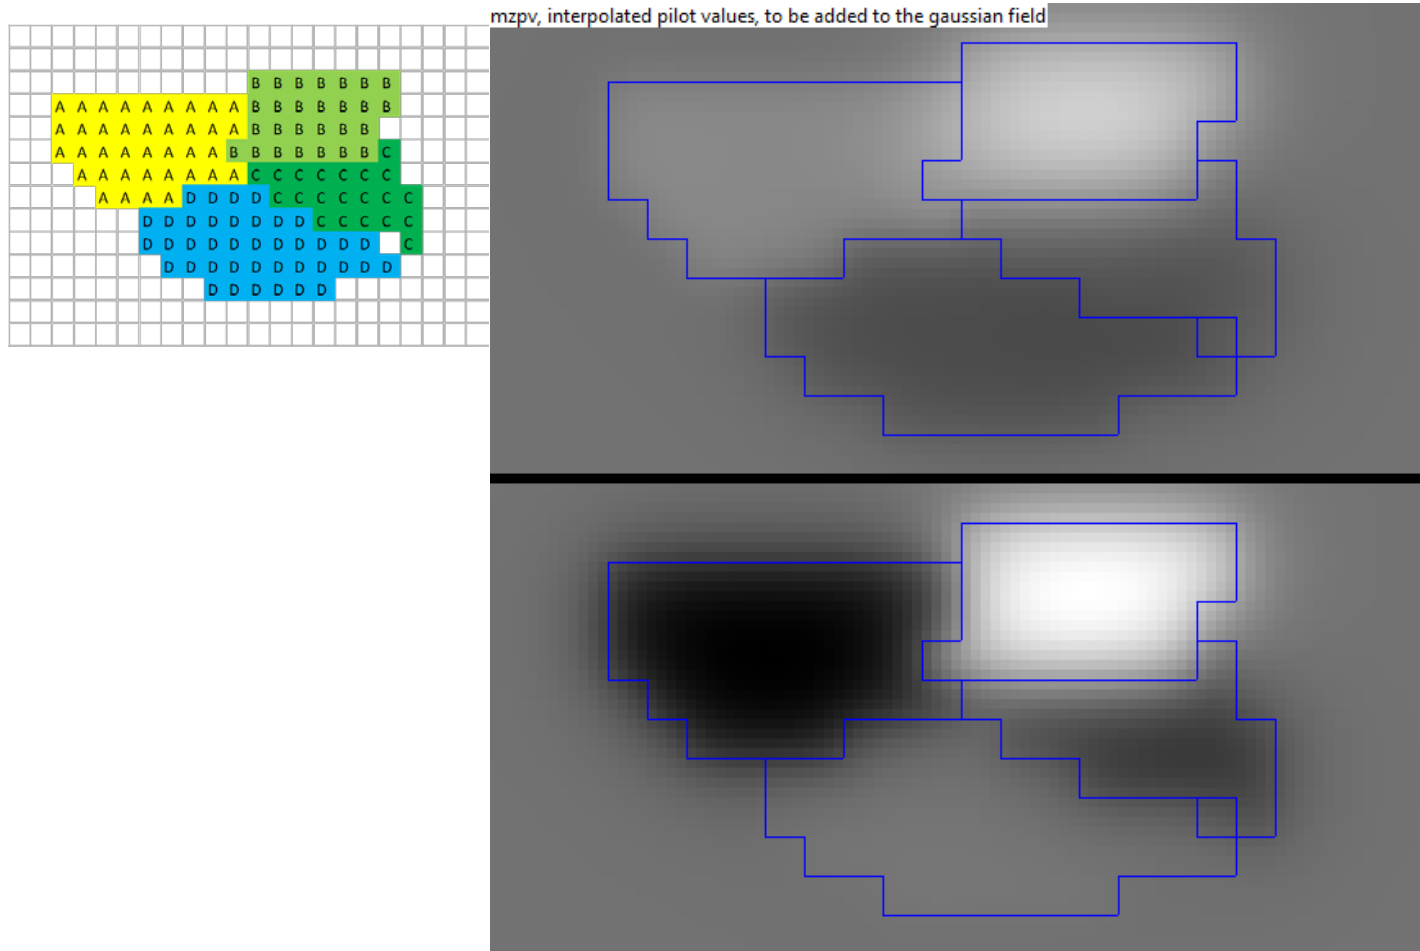 mzpv, interpolated pilot values, to be added to the gaussian field
B B B B B B B
A A A A A A A A A B B B B B B B
A A A A A A A A A B B B B B B
A A A A A A A A B B B B B B B C
A A A A A A A A C C C C C C C
A A A A D D D D C C C C C C C
D D D D D D D D C C C C C
D D D D D D D D D D D C
D D D D D D D D D D D
D D D D D D